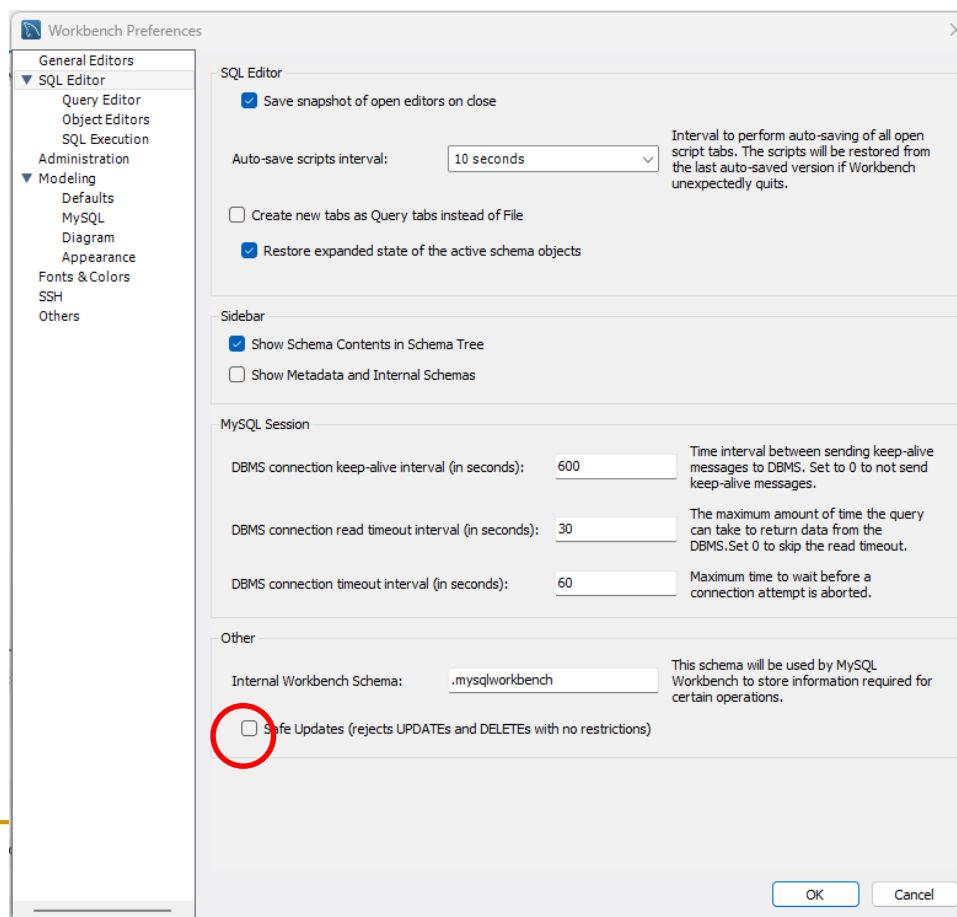 Workbench Preferences
General Editors
SQL Editor
Query Editor
Object Editors
SQL Execution
Administration
Modeling
Defaults
MySQL
Diagram
Appearance
Fonts & Colors
SSH
Others
SQL Editor
Save snapshot of open editors on close
Auto-save scripts interval:
10 seconds
Interval to perform auto-saving of all open
script tabs. The scripts will be restored from
the last auto-saved version if Workbench
unexpectedly quits.
Create new tabs as Query tabs instead of File
Restore expanded state of the active schema objects
Sidebar
Show Schema Contents in Schema Tree
Show Metadata and Internal Schemas
MySQL Session
DBMS connection keep-alive interval (in seconds):
600
Time interval between sending keep-alive
messages to DBMS. Set to 0 to not send
keep-alive messages.
DBMS connection read timeout interval (in seconds):
30
The maximum amount of time the query
can take to return data from the
DBMS.Set 0 to skip the read timeout.
DBMS connection timeout interval (in seconds):
60
Maximum time to wait before a
connection attempt is aborted.
Other
Internal Workbench Schema:
.mysqlworkbench
This schema will be used by MySQL
Workbench to store information required for
certain operations.
Safe Updates (rejects UPDATEs and DELETEs with no restrictions)
OK
Cancel